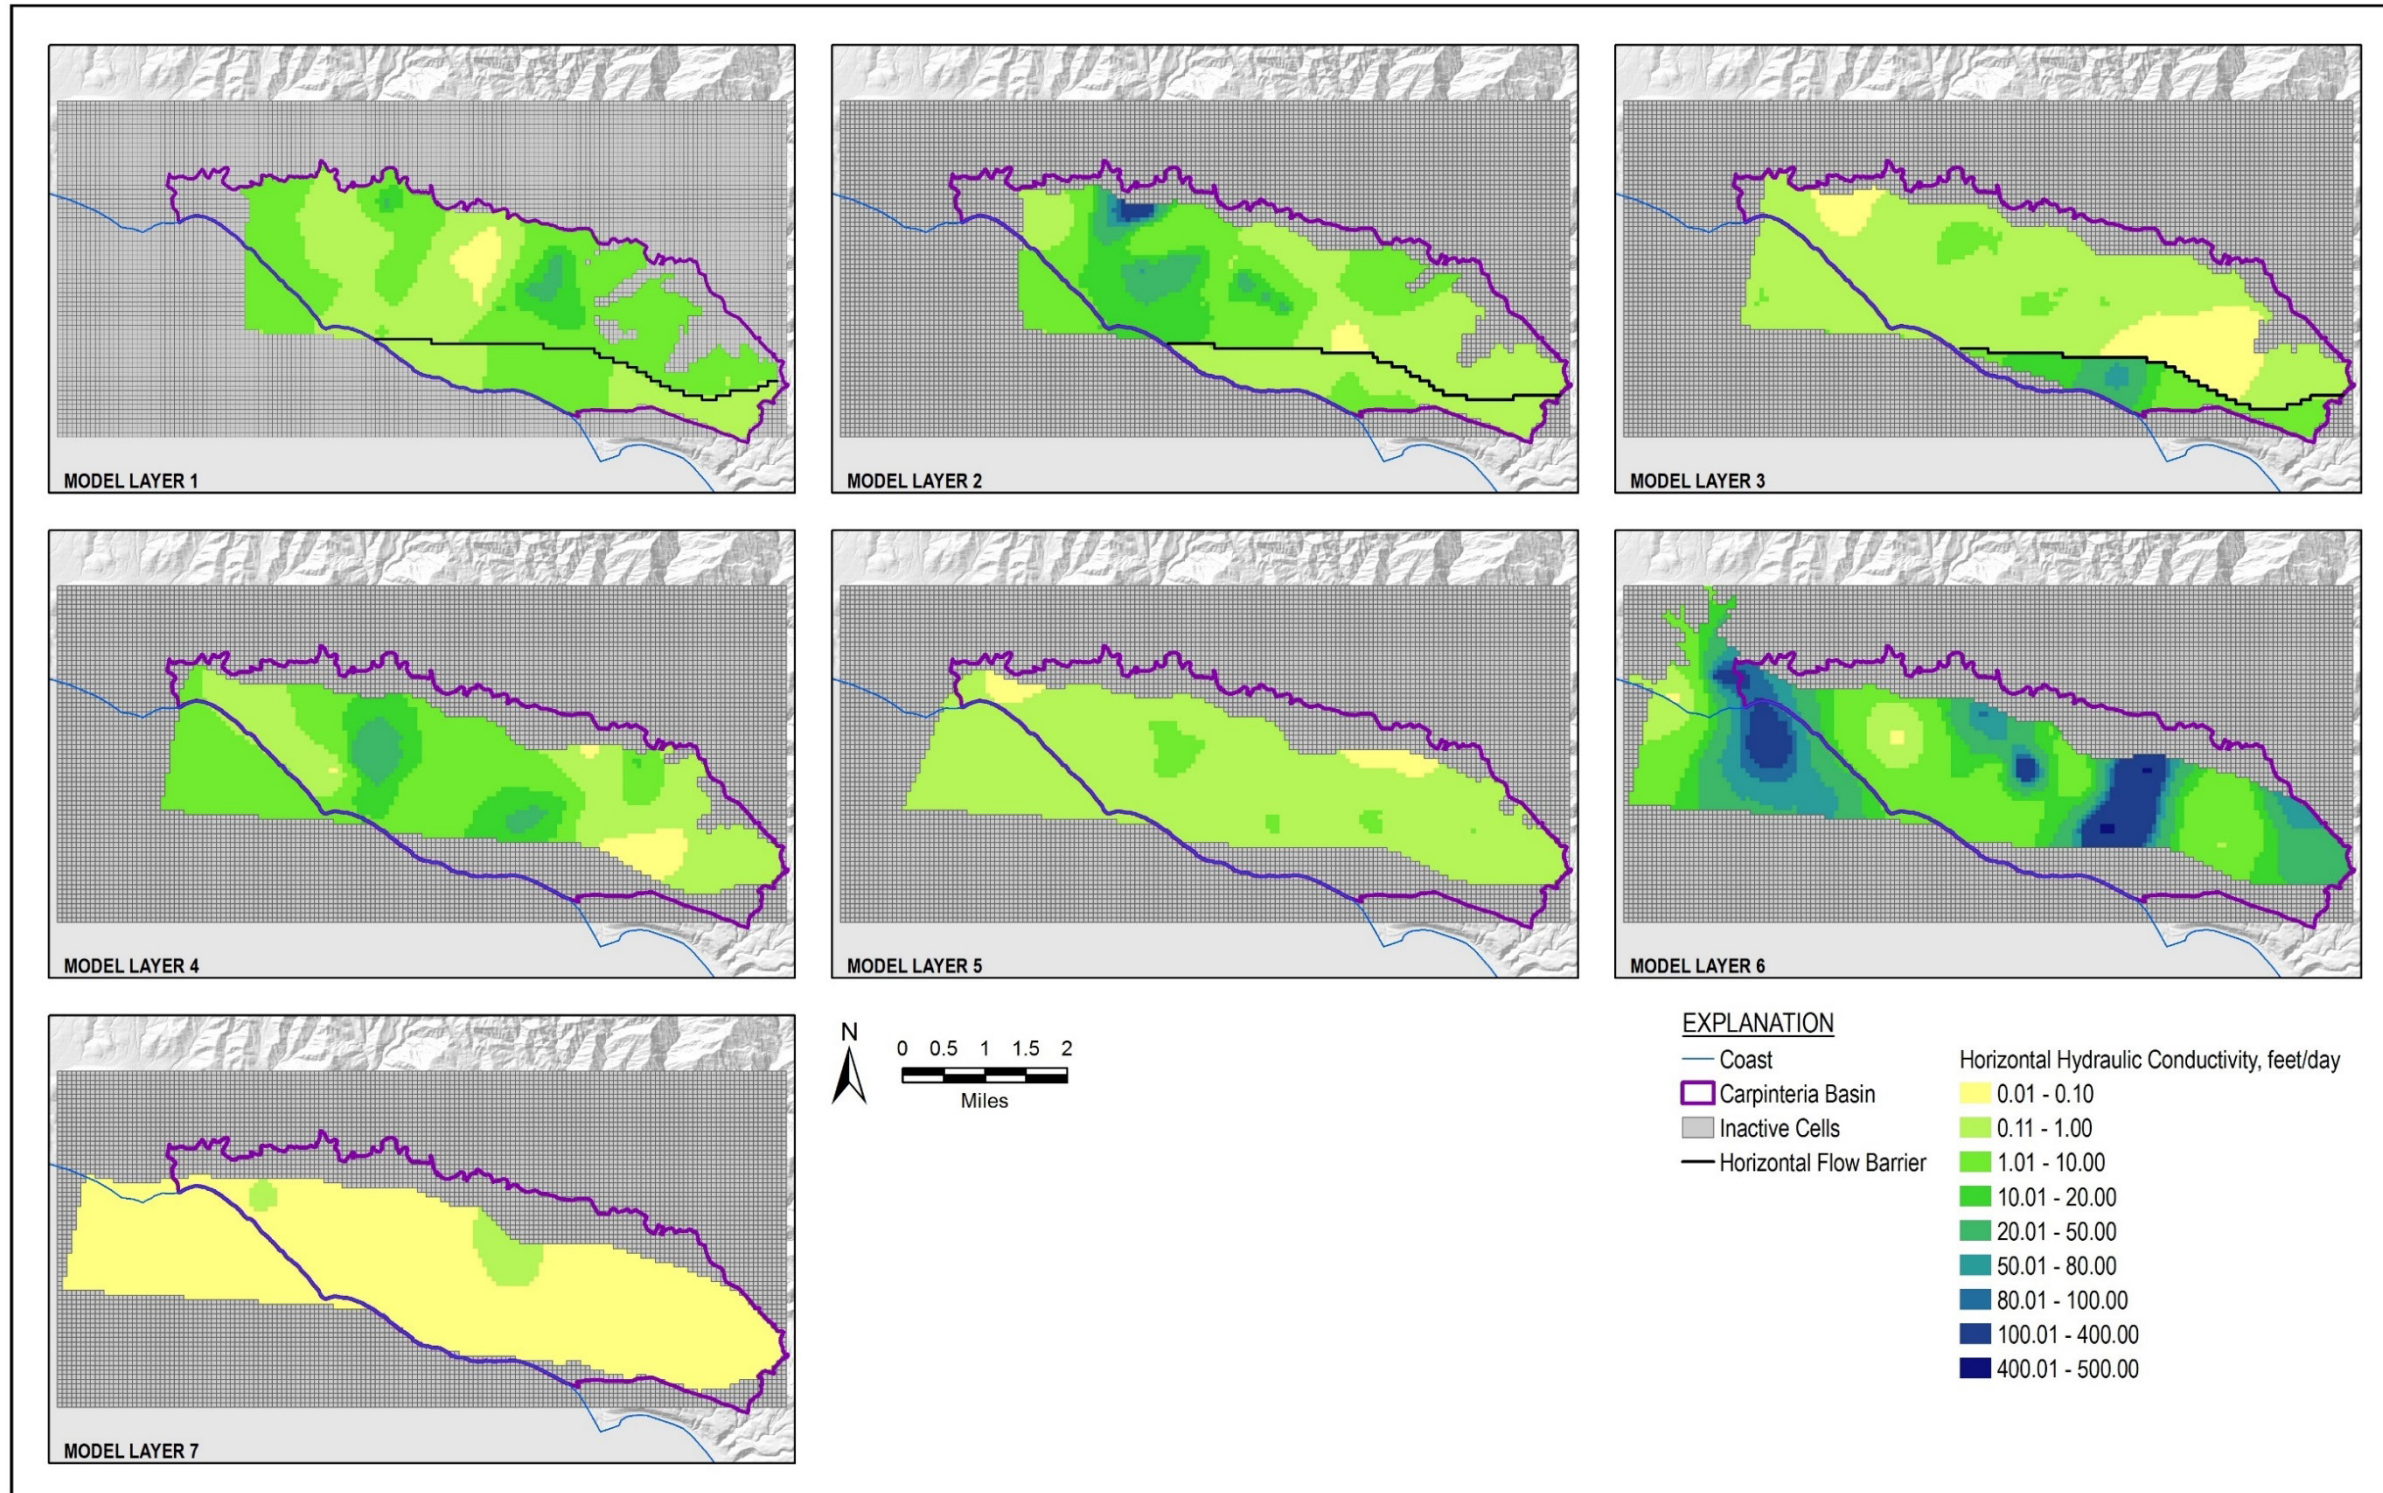 MODEL LAYER 1
MODEL LAYER 2
MODEL LAYER 3
MODEL LAYER 4
MODEL LAYER 5
MODEL LAYER 6
MODEL LAYER 7
N
0 0.5 1 1.5 2
Miles
EXPLANATION
Coast
Carpinteria Basin
Inactive Cells
Horizontal Flow Barrier
Horizontal Hydraulic Conductivity, feet/day
0.01 - 0.10
0.11 - 1.00
1.01 - 10.00
10.01 - 20.00
20.01 - 50.00
50.01 - 80.00
80.01 - 100.00
100.01 - 400.00
400.01 - 500.00